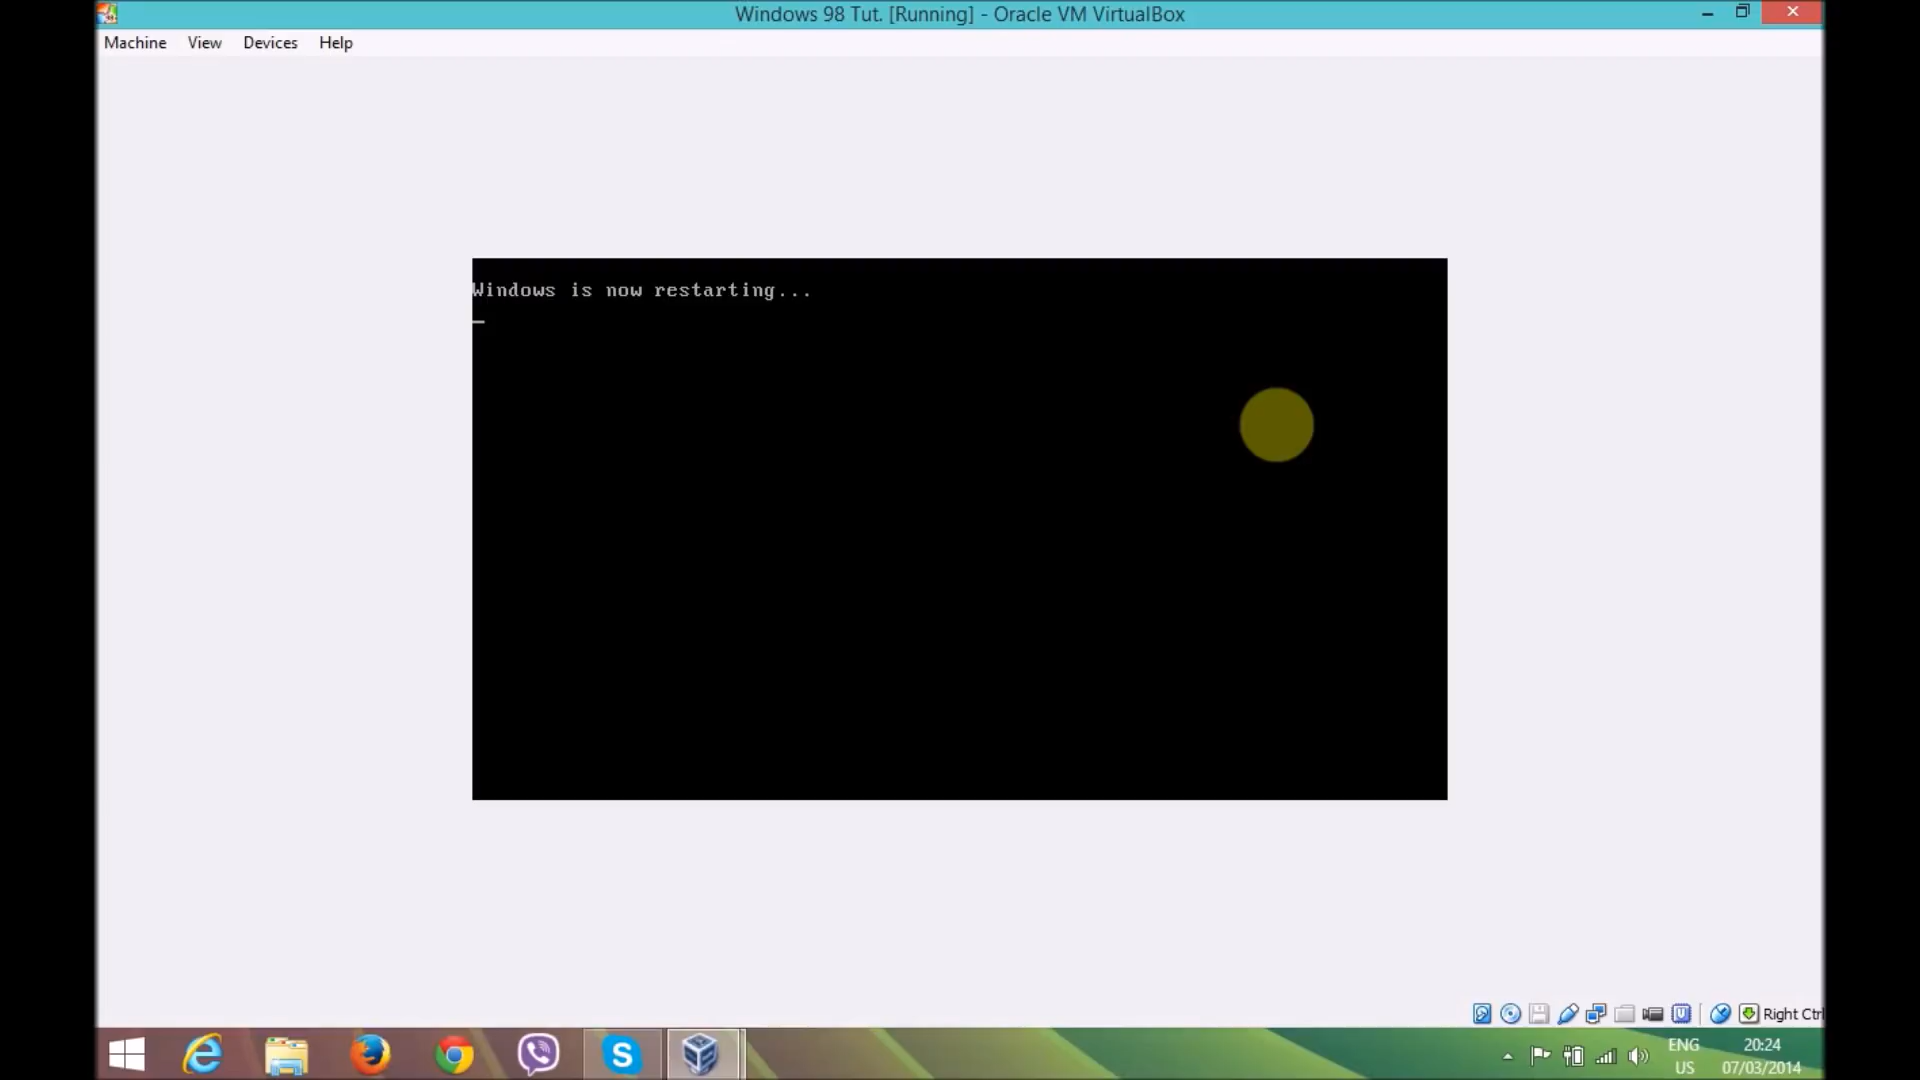 Windows 98 Tut. [Running] - Oracle VM VirtualBox
Machine View Devices Help
Windows is now restarting...
Right Ctrl
ENG
US
20:24
07/03/2014